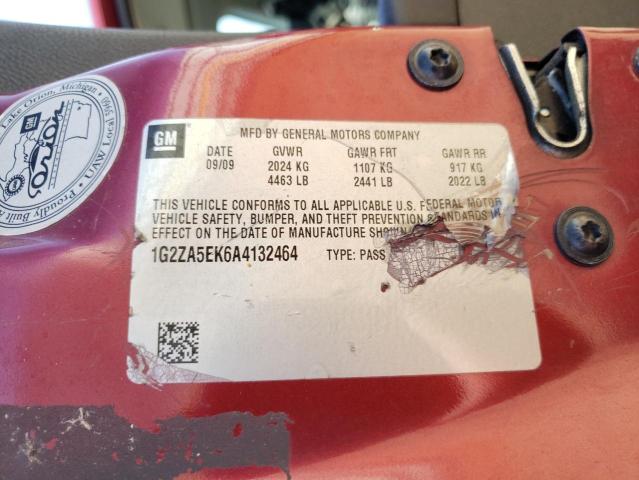 Lake Orion, Michigan
UAW Local 5960
GM
Orion
Proudly Built
GM
MFD BY GENERAL MOTORS COMPANY
DATE GVWR GAWR FRT GAWR RR
09/09 2024 KG 1107 KG 917 KG
4463 LB 2441 LB 2022 LB
THIS VEHICLE CONFORMS TO ALL APPLICABLE U.S. FEDERAL MOTOR
VEHICLE SAFETY, BUMPER, AND THEFT PREVENTION STANDARDS IN
EFFECT ON THE DATE OF MANUFACTURE SHOWN
1G2ZA5EK6A4132464 TYPE: PASS